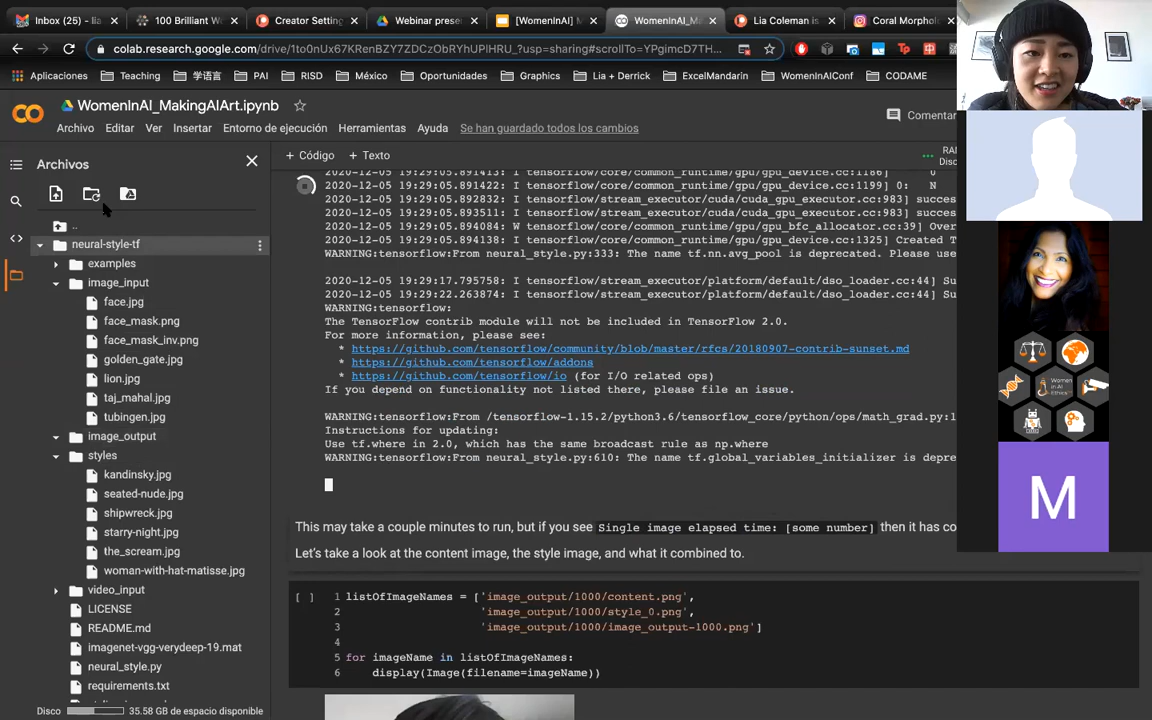 Inbox (25) -
100 Brilliant W
Creator Setting
Webinar prese
[WomenInAI] M
WomenInAI_M
Lia Coleman is
Coral Morpholo
colab.research.google.com/drive/1to0nUx67KRenBZY7ZDCzObRYhUPlHRU_?usp=sharing#scrollTo=YPgimcD7TH...
Aplicaciones
Teaching
学语言
PAI
RISD
México
Oportunidades
Graphics
Lia + Derrick
ExcelMandarin
WomenInAIConf
CODAME
WomenInAI_MakingAIArt.ipynb
Archivo Editar Ver Insertar Entorno de ejecución Herramientas Ayuda Se han guardado todos los cambios
Comentar
Archivos
+ Código + Texto
RA
Disc
..
neural-style-tf
examples
image_input
face.jpg
face_mask.png
face_mask_inv.png
golden_gate.jpg
lion.jpg
taj_mahal.jpg
tubingen.jpg
image_output
styles
kandinsky.jpg
seated-nude.jpg
shipwreck.jpg
starry-night.jpg
the_scream.jpg
woman-with-hat-matisse.jpg
video_input
LICENSE
README.md
imagenet-vgg-verydeep-19.mat
neural_style.py
requirements.txt
Disco 35.58 GB de espacio disponible
2020-12-05 19:29:05.891413: I tensorflow/core/common_runtime/gpu/gpu_device.cc:1186] 0
2020-12-05 19:29:05.891422: I tensorflow/core/common_runtime/gpu/gpu_device.cc:1199] 0: N
2020-12-05 19:29:05.892832: I tensorflow/stream_executor/cuda/cuda_gpu_executor.cc:983] succes
2020-12-05 19:29:05.893511: I tensorflow/stream_executor/cuda/cuda_gpu_executor.cc:983] succes
2020-12-05 19:29:05.894084: W tensorflow/core/common_runtime/gpu/gpu_bfc_allocator.cc:39] Over
2020-12-05 19:29:05.894138: I tensorflow/core/common_runtime/gpu/gpu_device.cc:1325] Created T
WARNING:tensorflow:From neural_style.py:333: The name tf.nn.avg_pool is deprecated. Please use
2020-12-05 19:29:17.795758: I tensorflow/stream_executor/platform/default/dso_loader.cc:44] Su
2020-12-05 19:29:22.263874: I tensorflow/stream_executor/platform/default/dso_loader.cc:44] Su
WARNING:tensorflow:
The TensorFlow contrib module will not be included in TensorFlow 2.0.
For more information, please see:
* https://github.com/tensorflow/community/blob/master/rfcs/20180907-contrib-sunset.md
* https://github.com/tensorflow/addons
* https://github.com/tensorflow/io (for I/O related ops)
If you depend on functionality not listed there, please file an issue.
WARNING:tensorflow:From /tensorflow-1.15.2/python3.6/tensorflow_core/python/ops/math_grad.py:1
Instructions for updating:
Use tf.where in 2.0, which has the same broadcast rule as np.where
WARNING:tensorflow:From neural_style.py:610: The name tf.global_variables_initializer is depre
This may take a couple minutes to run, but if you see Single image elapsed time: [some number] then it has co
Let's take a look at the content image, the style image, and what it combined to.
[ ] 1 listOfImageNames = ['image_output/1000/content.png',
2 'image_output/1000/style_0.png',
3 'image_output/1000/image_output-1000.png']
4
5 for imageName in listOfImageNames:
6 display(Image(filename=imageName))
Women
in AI
Ethics
M